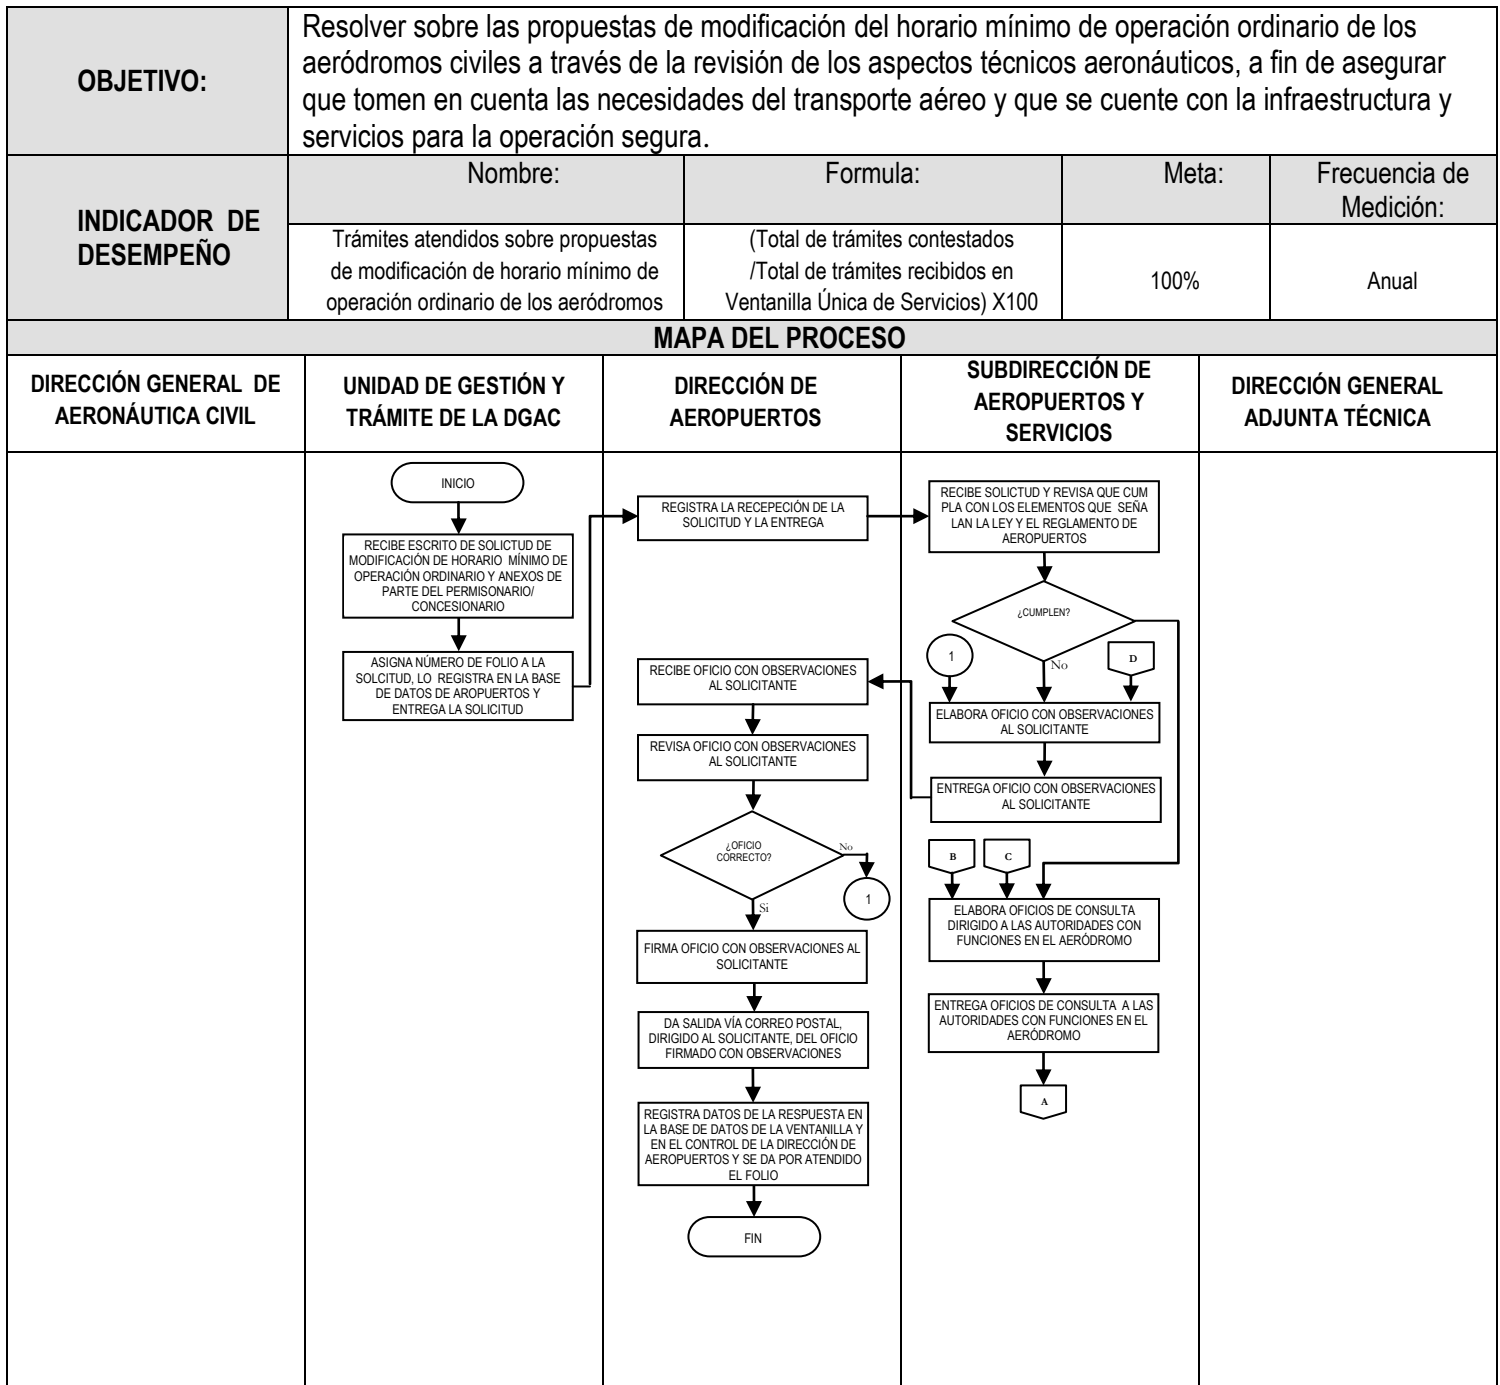 OBJETIVO:
Resolver sobre las propuestas de modificación del horario mínimo de operación ordinario de los
aeródromos civiles a través de la revisión de los aspectos técnicos aeronáuticos, a fin de asegurar
que tomen en cuenta las necesidades del transporte aéreo y que se cuente con la infraestructura y
servicios para la operación segura.
INDICADOR DE
DESEMPEÑO
Nombre:
Formula:
Meta:
Frecuencia de
Medición:
Trámites atendidos sobre propuestas
de modificación de horario mínimo de
operación ordinario de los aeródromos
(Total de trámites contestados
/Total de trámites recibidos en
Ventanilla Única de Servicios) X100
100%
Anual
MAPA DEL PROCESO
DIRECCIÓN GENERAL DE
AERONÁUTICA CIVIL
UNIDAD DE GESTIÓN Y
TRÁMITE DE LA DGAC
DIRECCIÓN DE
AEROPUERTOS
SUBDIRECCIÓN DE
AEROPUERTOS Y
SERVICIOS
DIRECCIÓN GENERAL
ADJUNTA TÉCNICA
INICIO
RECIBE ESCRITO DE SOLICTUD DE
MODIFICACIÓN DE HORARIO MÍNIMO DE
OPERACIÓN ORDINARIO Y ANEXOS DE
PARTE DEL PERMISONARIO/
CONCESIONARIO
ASIGNA NÚMERO DE FOLIO A LA
SOLCITUD, LO REGISTRA EN LA BASE
DE DATOS DE AROPUERTOS Y
ENTREGA LA SOLICITUD
REGISTRA LA RECEPECIÓN DE LA
SOLICITUD Y LA ENTREGA
RECIBE SOLICTUD Y REVISA QUE CUM
PLA CON LOS ELEMENTOS QUE SEÑA
LAN LA LEY Y EL REGLAMENTO DE
AEROPUERTOS
¿CUMPLEN?
1
No
D
ELABORA OFICIO CON OBSERVACIONES
AL SOLICITANTE
ENTREGA OFICIO CON OBSERVACIONES
AL SOLICITANTE
RECIBE OFICIO CON OBSERVACIONES
AL SOLICITANTE
REVISA OFICIO CON OBSERVACIONES
AL SOLICITANTE
¿OFICIO
CORRECTO?
No
1
Si
FIRMA OFICIO CON OBSERVACIONES AL
SOLICITANTE
DA SALIDA VÍA CORREO POSTAL,
DIRIGIDO AL SOLICITANTE, DEL OFICIO
FIRMADO CON OBSERVACIONES
REGISTRA DATOS DE LA RESPUESTA EN
LA BASE DE DATOS DE LA VENTANILLA Y
EN EL CONTROL DE LA DIRECCIÓN DE
AEROPUERTOS Y SE DA POR ATENDIDO
EL FOLIO
FIN
B
C
ELABORA OFICIOS DE CONSULTA
DIRIGIDO A LAS AUTORIDADES CON
FUNCIONES EN EL AERÓDROMO
ENTREGA OFICIOS DE CONSULTA A LAS
AUTORIDADES CON FUNCIONES EN EL
AERÓDROMO
A